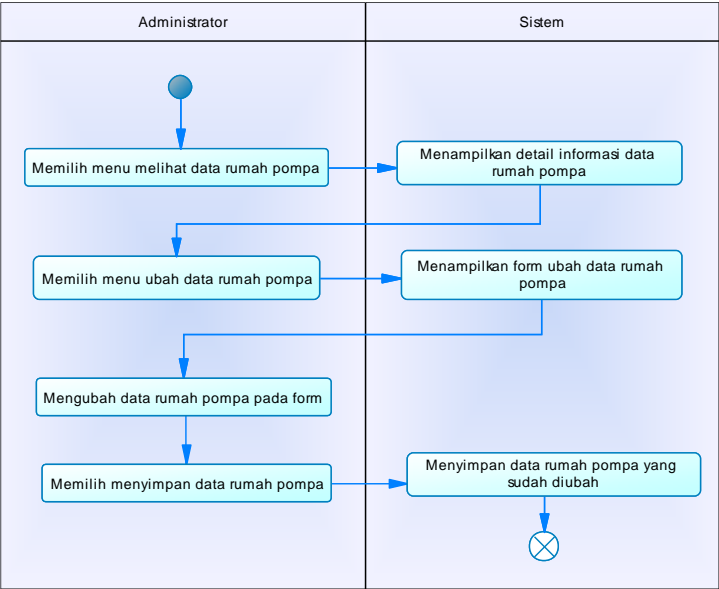 Administrator
Sistem
Memilih menu melihat data rumah pompa
Menampilkan detail informasi data
rumah pompa
Memilih menu ubah data rumah pompa
Menampilkan form ubah data rumah
pompa
Mengubah data rumah pompa pada form
Memilih menyimpan data rumah pompa
Menyimpan data rumah pompa yang
sudah diubah